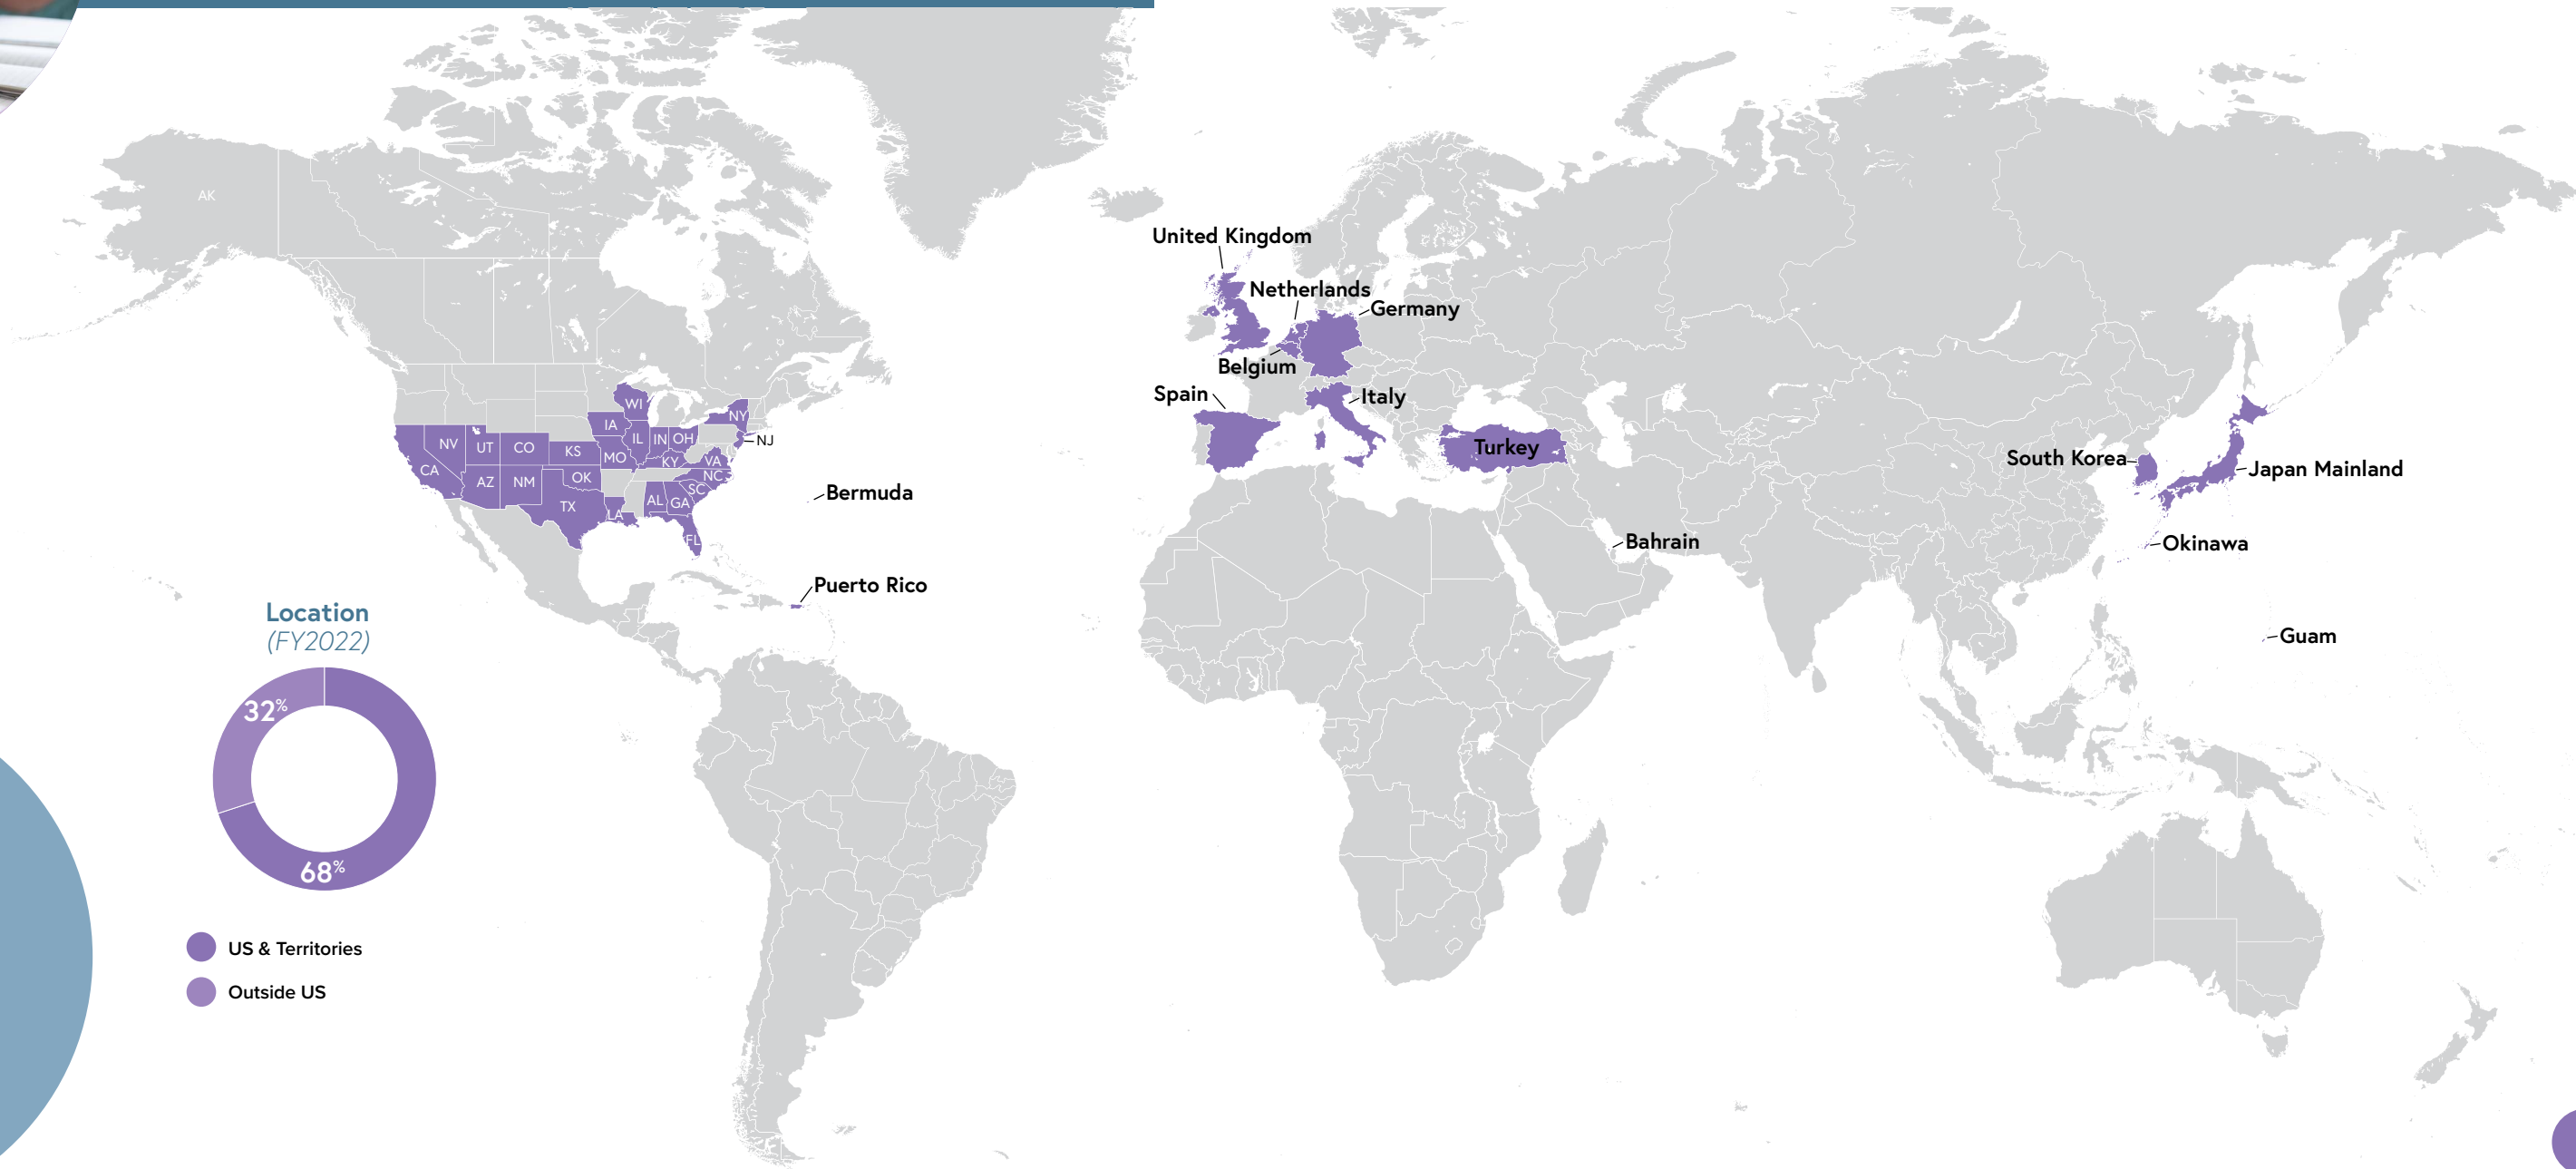 AK
United Kingdom
Netherlands
Germany
Belgium
Spain
Italy
Turkey
WI
NY
IA
NJ
NV
UT
CO
KS
IL
IN
OH
MO
KY
VA
CA
AZ
NM
OK
NC
SC
TX
LA
AL
GA
FL
Bermuda
Puerto Rico
South Korea
Japan Mainland
Bahrain
Okinawa
Guam
Location
(FY2022)
32%
68%
US & Territories
Outside US